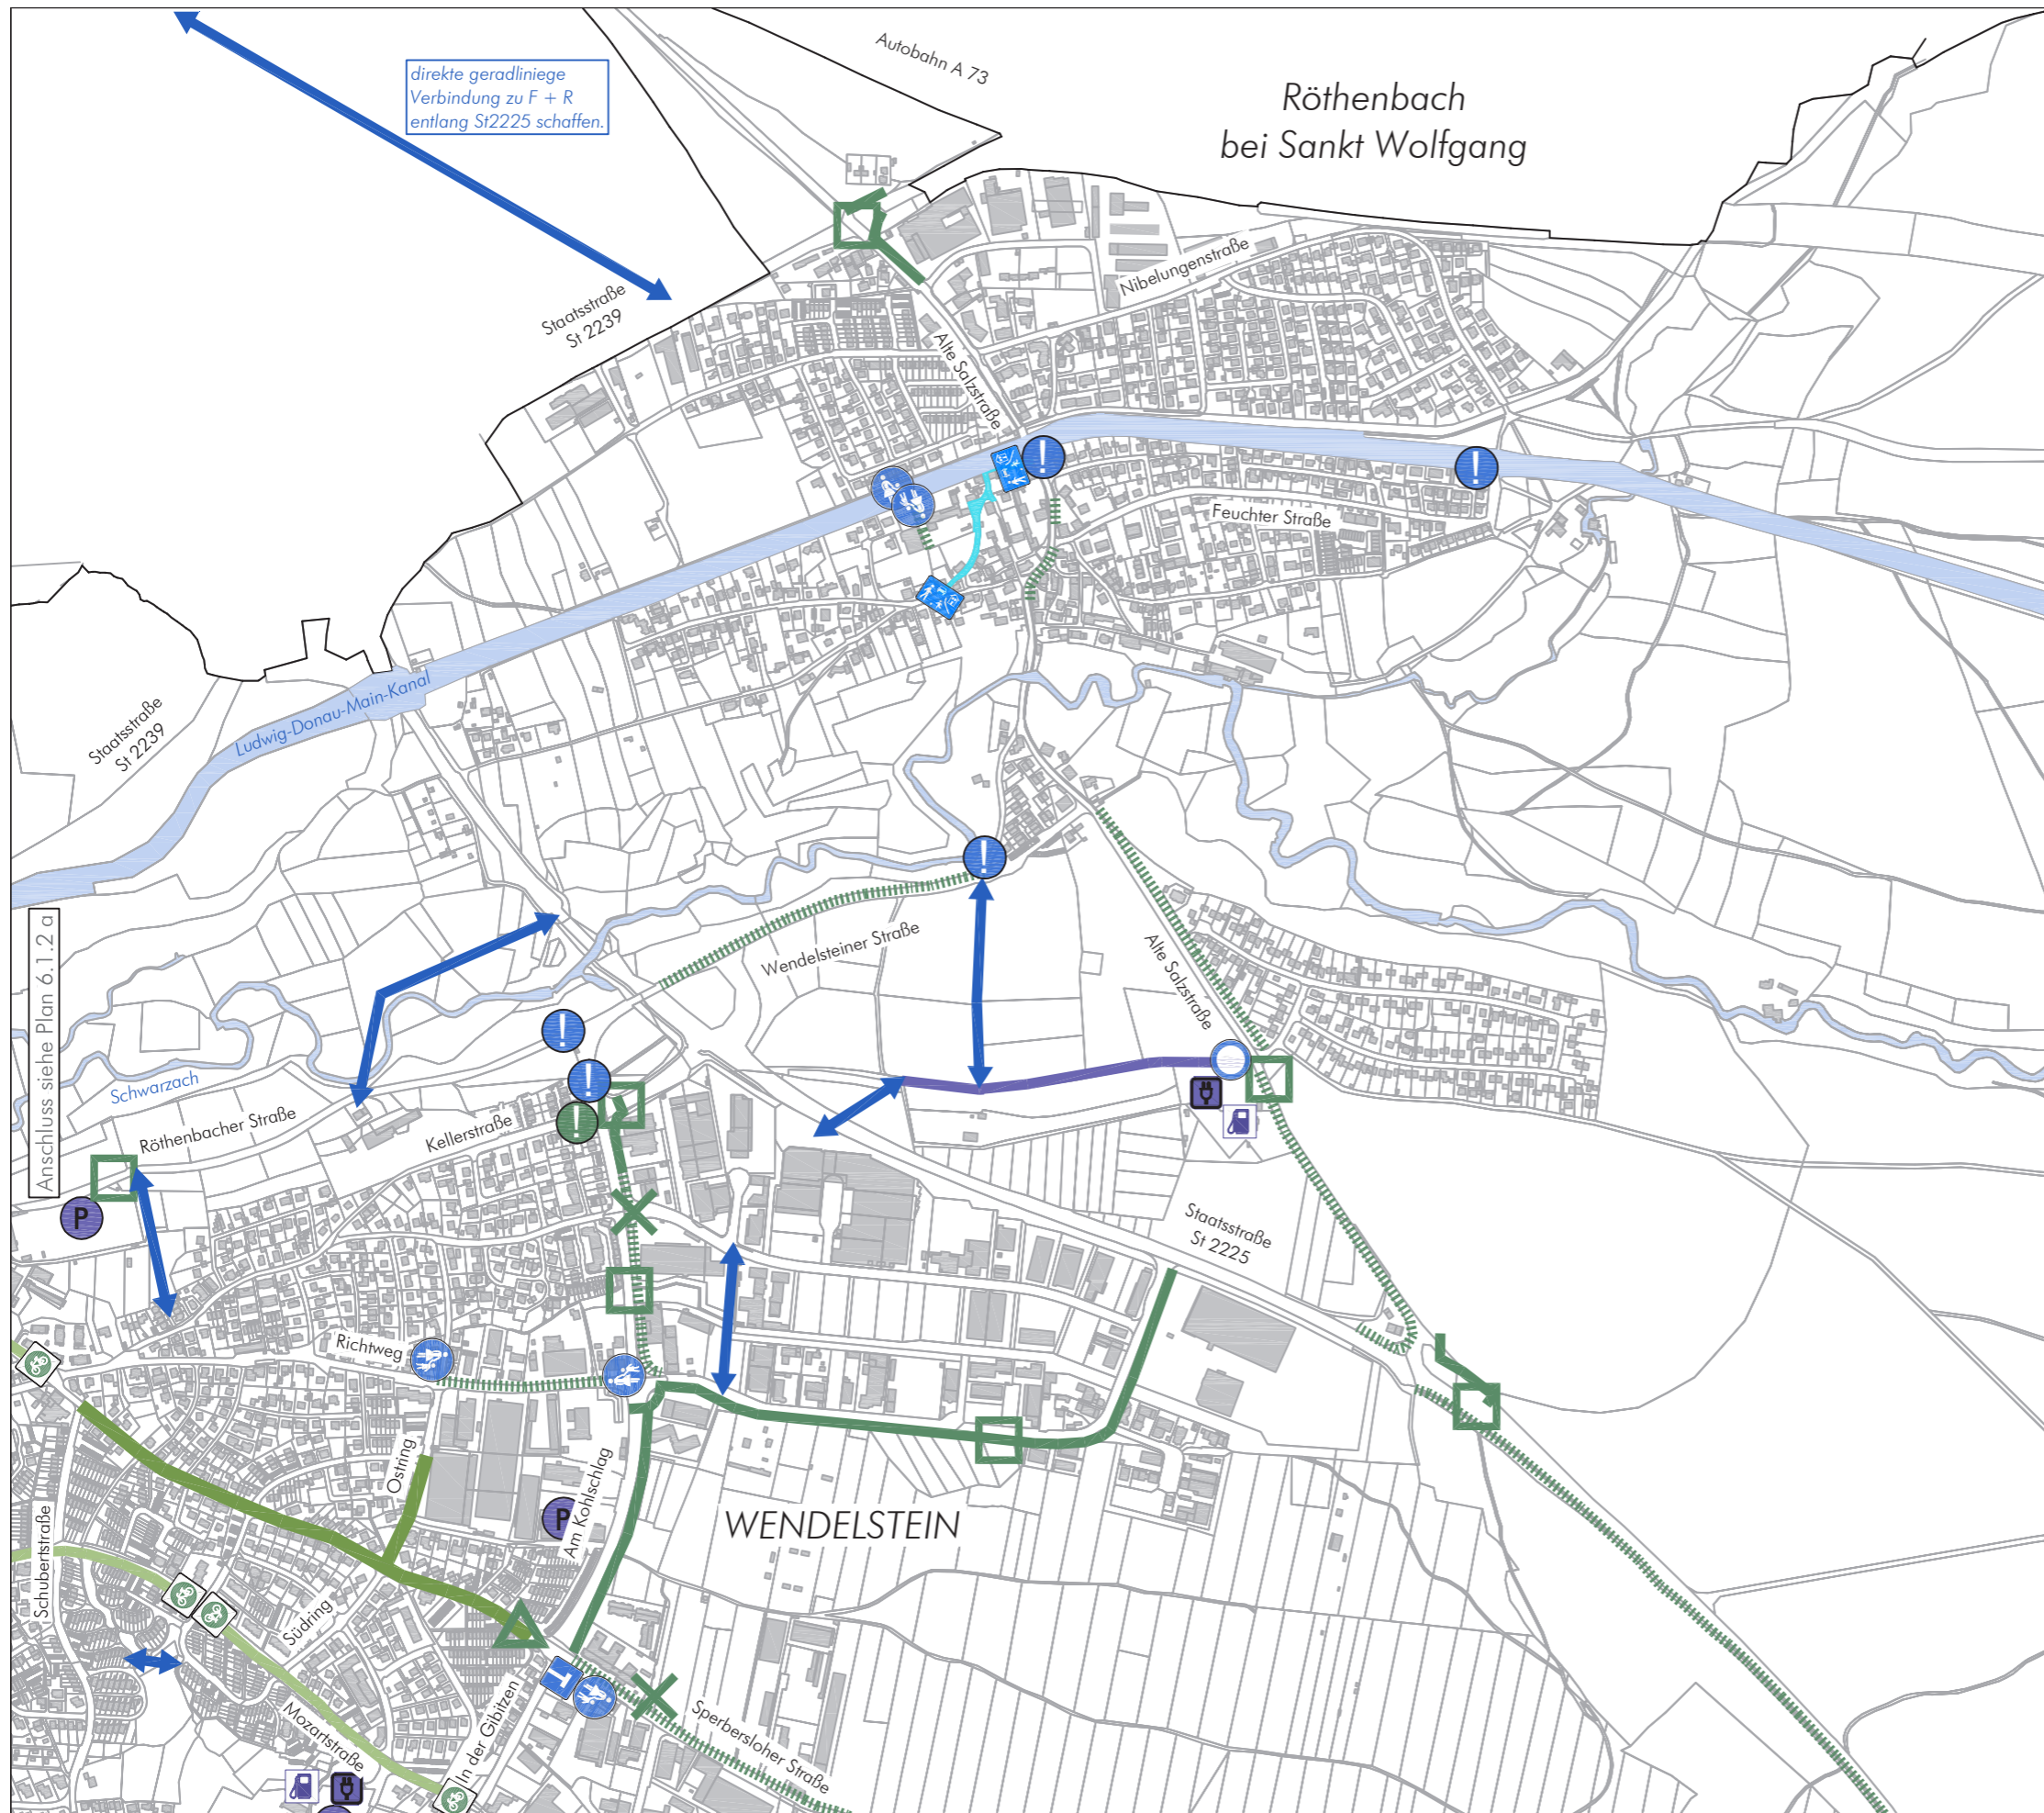 direkte geradliniege
Verbindung zu F + R
entlang St2225 schaffen.
Autobahn A 73
Röthenbach
bei Sankt Wolfgang
Staatsstraße
St 2239
Nibelungenstraße
Alte Salzstraße
Feuchter Straße
Staatsstraße
St 2239
Ludwig-Donau-Main-Kanal
Anschluss siehe Plan 6.1.2 a
Wendelsteiner Straße
Alte Salzstraße
Schwarzach
Röthenbacher Straße
Kellerstraße
P
Staatsstraße
St 2225
Richtweg
Ostring
Am Kohlschlag
P
WENDELSTEIN
Schubertstraße
Südring
Mozartstraße
In der Gibitzen
Sperbersloher Straße